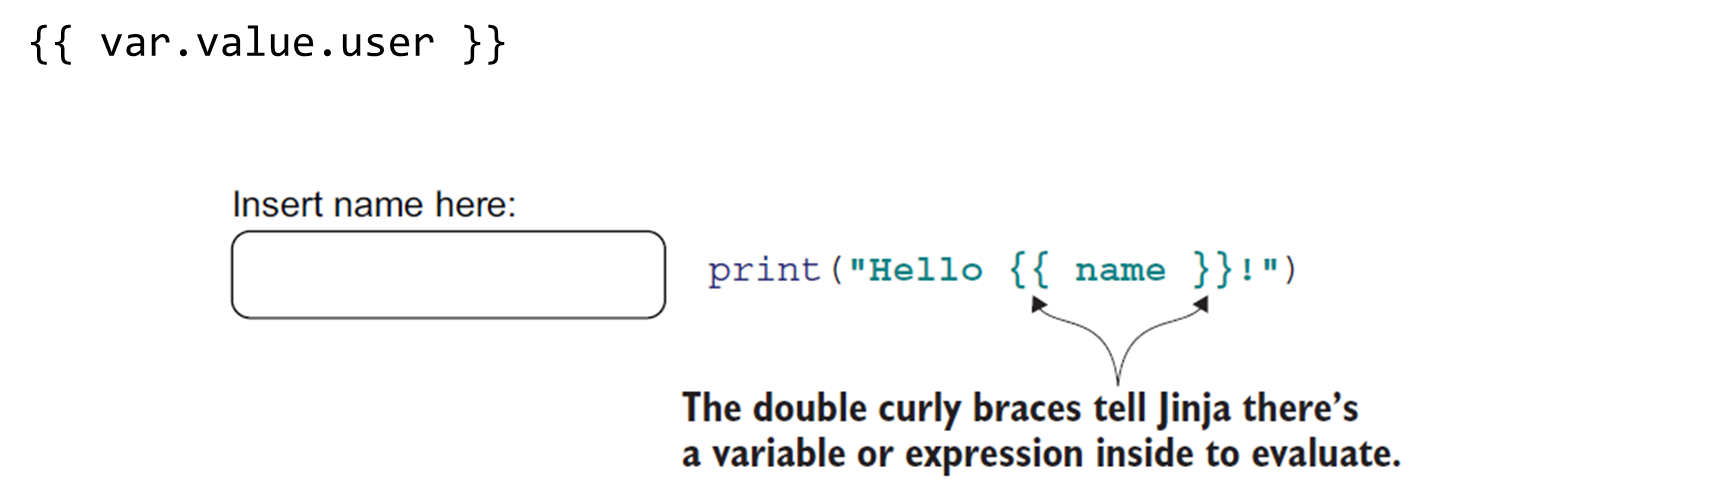 {{ var.value.user }}
Insert name here:
print("Hello {{ name }}!")
The double curly braces tell Jinja there’s
a variable or expression inside to evaluate.